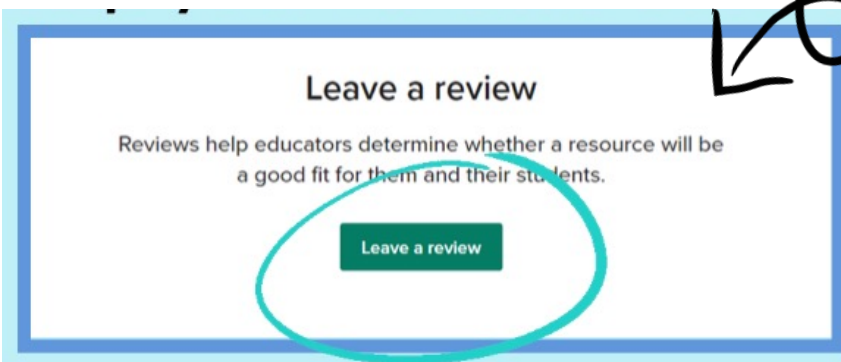 Leave a review
Reviews help educators determine whether a resource will be
a good fit for them and their students.
Leave a review